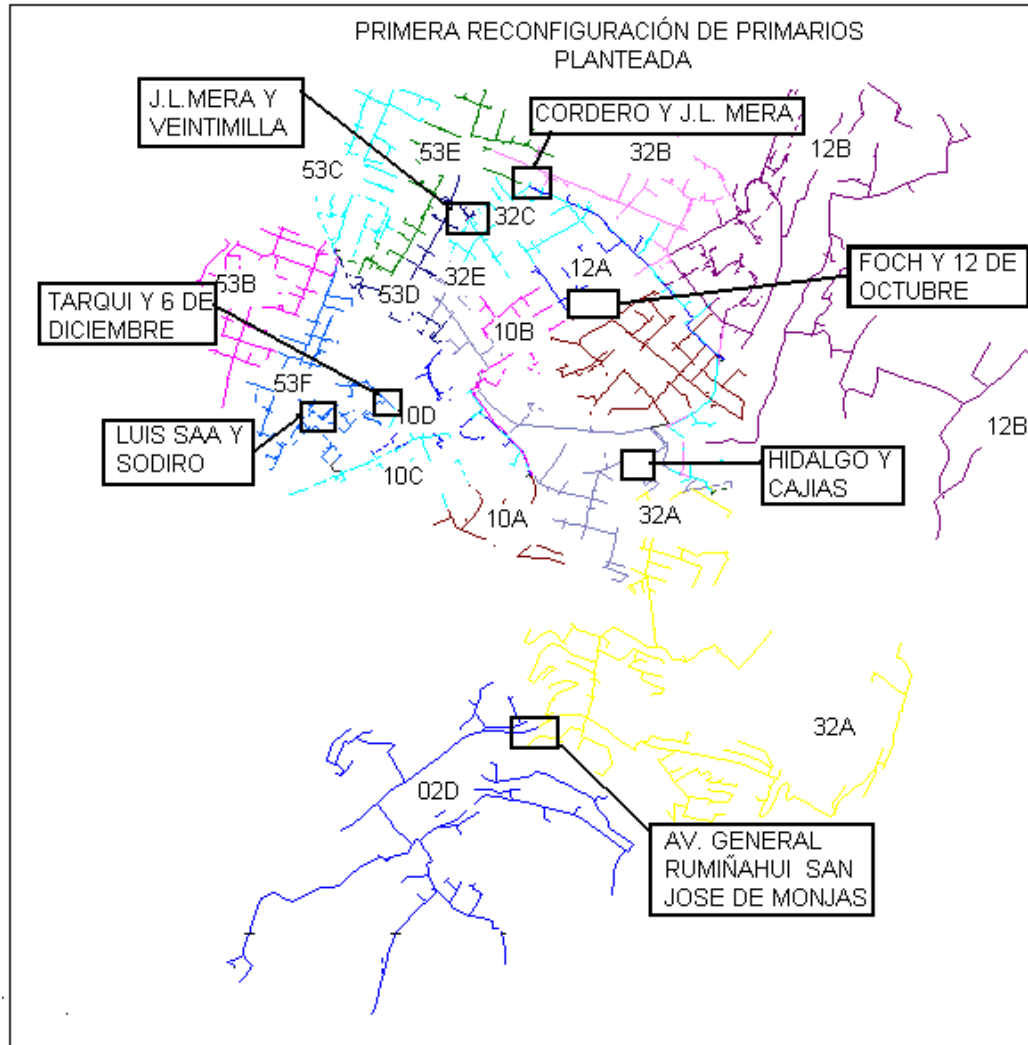 PRIMERA RECONFIGURACIÓN DE PRIMARIOS
PLANTEADA
J.L.MERA Y
VEINTIMILLA
CORDERO Y J.L. MERA
53C
53E
32B
12B
32C
53B
53D
32E
12A
FOCH Y 12 DE
OCTUBRE
TARQUI Y 6 DE
DICIEMBRE
10B
53F
10D
12B
LUIS SAA Y
SODIRO
10C
HIDALGO Y
CAJIAS
10A
32A
32A
02D
AV. GENERAL
RUMIÑAHUI SAN
JOSE DE MONJAS